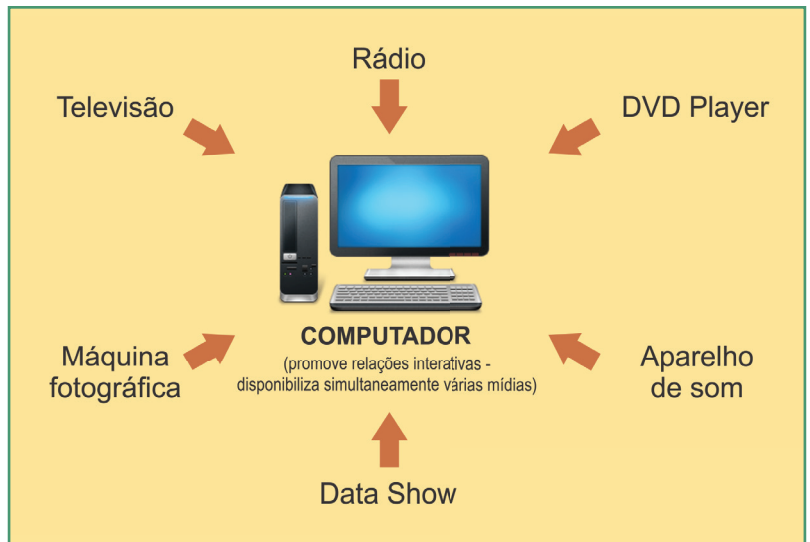 Rádio
Televisão
DVD Player
COMPUTADOR
(promove relações interativas -
disponibiliza simultaneamente várias mídias)
Máquina
fotográfica
Aparelho
de som
Data Show